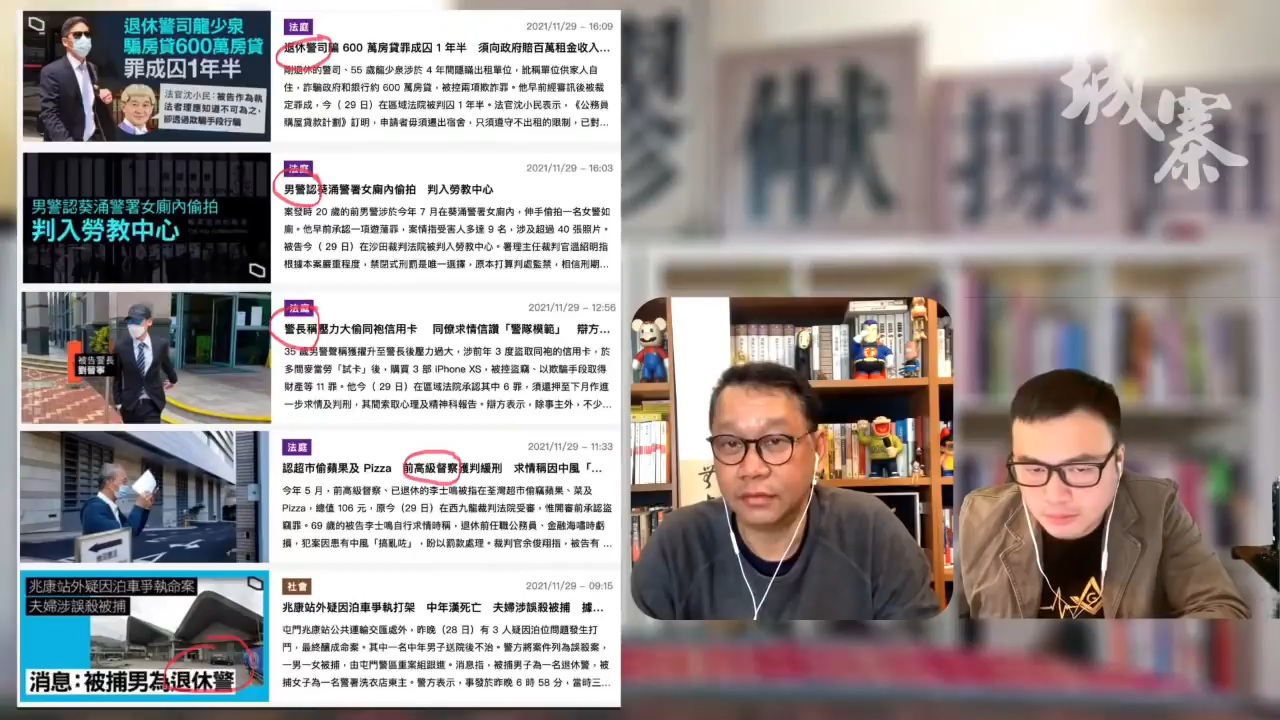 退休警司龍少泉
騙房貸600萬房貸
罪成囚1年半
法官沈小民：被告作為執
法者理應知道不可為之，
卻透過欺騙手段行騙
法庭
2021/11/29 – 16:09
退休警司騙 600 萬房貸罪成囚 1 年半　須向政府賠百萬租金收入...
剛退休的警司、55 歲龍少泉涉於 4 年間隱瞞出租單位，訛稱單位供家人自
住，詐騙政府和銀行約 600 萬房貸，被控兩項欺詐罪。他早前經審訊後被裁
定罪成，今（ 29 日）在區域法院被判囚 1 年半。法官沈小民表示，《公務員
購屋貸款計劃》訂明，申請者毋須遷出宿舍，只須遵守不出租的限制，已對...
男警認葵涌警署女廁內偷拍
判入勞教中心
法庭
2021/11/29 – 16:03
男警認葵涌警署女廁內偷拍　判入勞教中心
案發時 20 歲的前男警涉於今年 7 月在葵涌警署女廁內，伸手偷拍一名女警如
廁。他早前承認一項遊蕩罪，案情指受害人多達 9 名，涉及超過 40 張照片。
被告今（ 29 日）在沙田裁判法院被判入勞教中心。署理主任裁判官溫紹明指
根據本案嚴重程度，禁閉式刑罰是唯一選擇，原本打算判處監禁，相信刑期...
被告警長
法庭
2021/11/29 – 12:56
警長稱壓力大偷同袍信用卡　同僚求情信讚「警隊模範」　辯方...
35 歲男警聲稱獲擢升至警長後壓力過大，涉前年 3 度盜取同袍的信用卡，於
多間麥當勞「試卡」後，購買 3 部 iPhone XS，被控盜竊、以欺騙手段取得
財產等 11 罪。他今（ 29 日）在區域法院承認其中 6 罪，須還押至下月作進
一步求情及判刑，其間索取心理及精神科報告。辯方表示，除事主外，不少...
法庭
2021/11/29 – 11:33
認超市偷蘋果及 Pizza　前高級督察獲判緩刑　求情稱因中風「...
今年 5 月，前高級督察、已退休的李士鳴被指在荃灣超市偷竊蘋果、菜及
Pizza，總值 106 元，原今（29 日）在西九龍裁判法院受審，惟開審前承認盜
竊罪。69 歲的被告李士鳴自行求情時稱，退休前任職公務員、金融海嘯時虧
損，犯案因患有中風「搞亂咗」，盼以罰款處理。裁判官余俊翔指，被告有 ...
兆康站外疑因泊車爭執命案
夫婦涉誤殺被捕
消息：被捕男為退休警
社會
2021/11/29 – 09:15
兆康站外疑因泊車爭執打架　中年漢死亡　夫婦涉誤殺被捕　據...
屯門兆康站公共運輸交匯處外，昨晚（28 日）有 3 人疑因泊位問題發生打
鬥，最終釀成命案。其中一名中年男子送院後不治。警方將案件列為誤殺案，
一男一女被捕，由屯門警區重案組跟進。消息指，被捕男子為一名退休警，被
捕女子為一名警署洗衣店東主。警方表示，事發於昨晚 6 時 58 分，當時三...
城寨